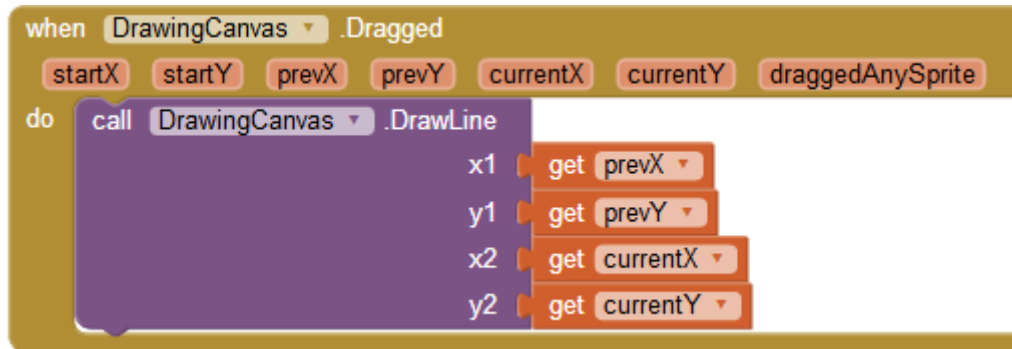 when DrawingCanvas .Dragged
startX startY prevX prevY currentX currentY draggedAnySprite
do call DrawingCanvas .DrawLine
x1 get prevX
y1 get prevY
x2 get currentX
y2 get currentY